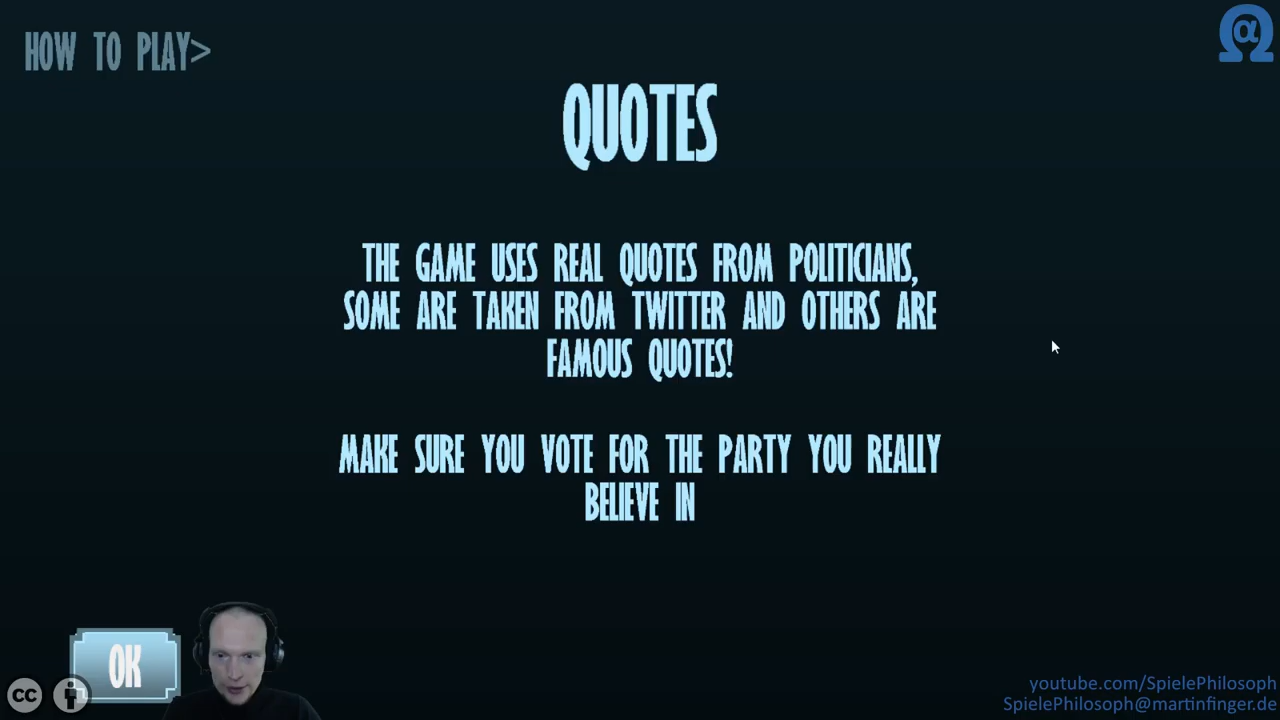 HOW TO PLAY>
QUOTES
THE GAME USES REAL QUOTES FROM POLITICIANS,
SOME ARE TAKEN FROM TWITTER AND OTHERS ARE
FAMOUS QUOTES!
MAKE SURE YOU VOTE FOR THE PARTY YOU REALLY
BELIEVE IN
OK
cc
youtube.com/SpielePhilosoph
SpielePhilosoph@martinfinger.de